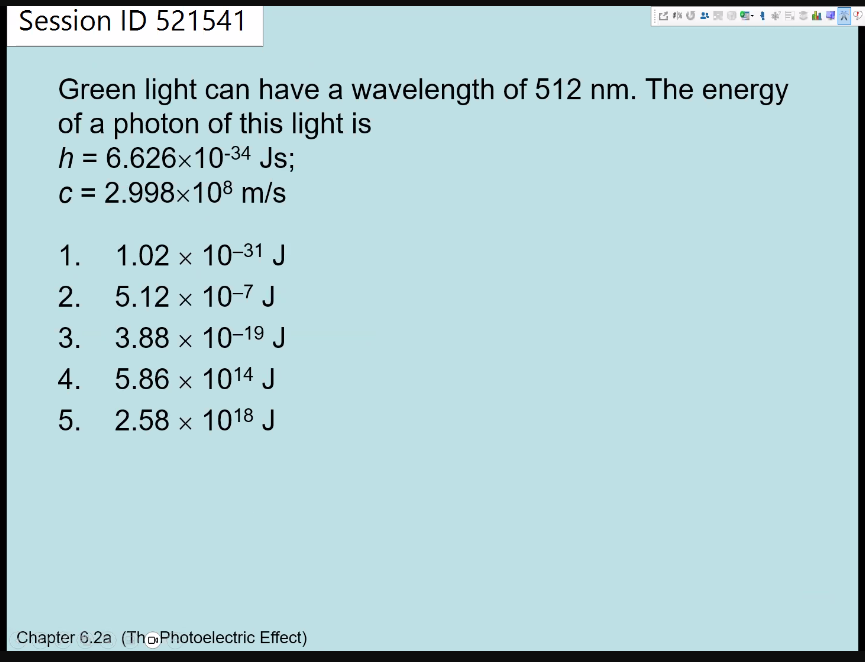 Session ID 521541
Green light can have a wavelength of 512 nm. The energy
of a photon of this light is
h = 6.626×10⁻³⁴ Js;
c = 2.998×10⁸ m/s
1. 1.02 × 10⁻³¹ J
2. 5.12 × 10⁻⁷ J
3. 3.88 × 10⁻¹⁹ J
4. 5.86 × 10¹⁴ J
5. 2.58 × 10¹⁸ J
Chapter 6.2a (Th Photoelectric Effect)